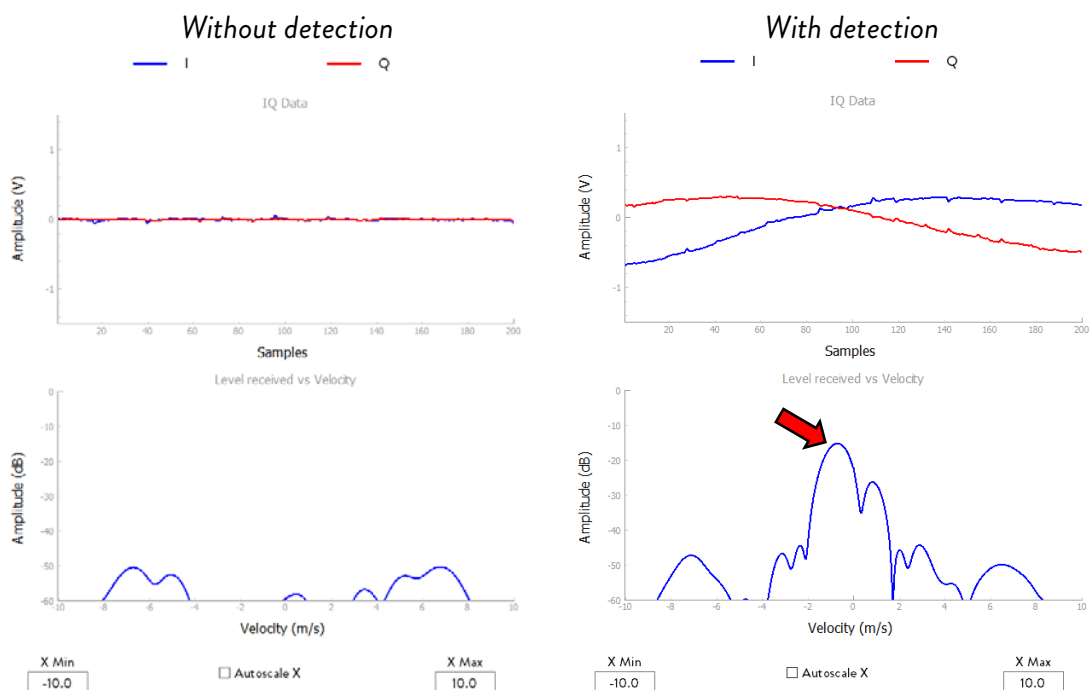 Without detection
I Q
IQ Data
Amplitude (V)
1
0
-1
20 40 60 80 100 120 140 160 180 200
Samples
Level received vs Velocity
Amplitude (dB)
0
-10
-20
-30
-40
-50
-60
-10 -8 -6 -4 -2 0 2 4 6 8 10
Velocity (m/s)
X Min
-10.0
Autoscale X
X Max
10.0
With detection
I Q
IQ Data
Amplitude (V)
1
0
-1
20 40 60 80 100 120 140 160 180 200
Samples
Level received vs Velocity
Amplitude (dB)
0
-10
-20
-30
-40
-50
-60
-10 -8 -6 -4 -2 0 2 4 6 8 10
Velocity (m/s)
X Min
-10.0
Autoscale X
X Max
10.0